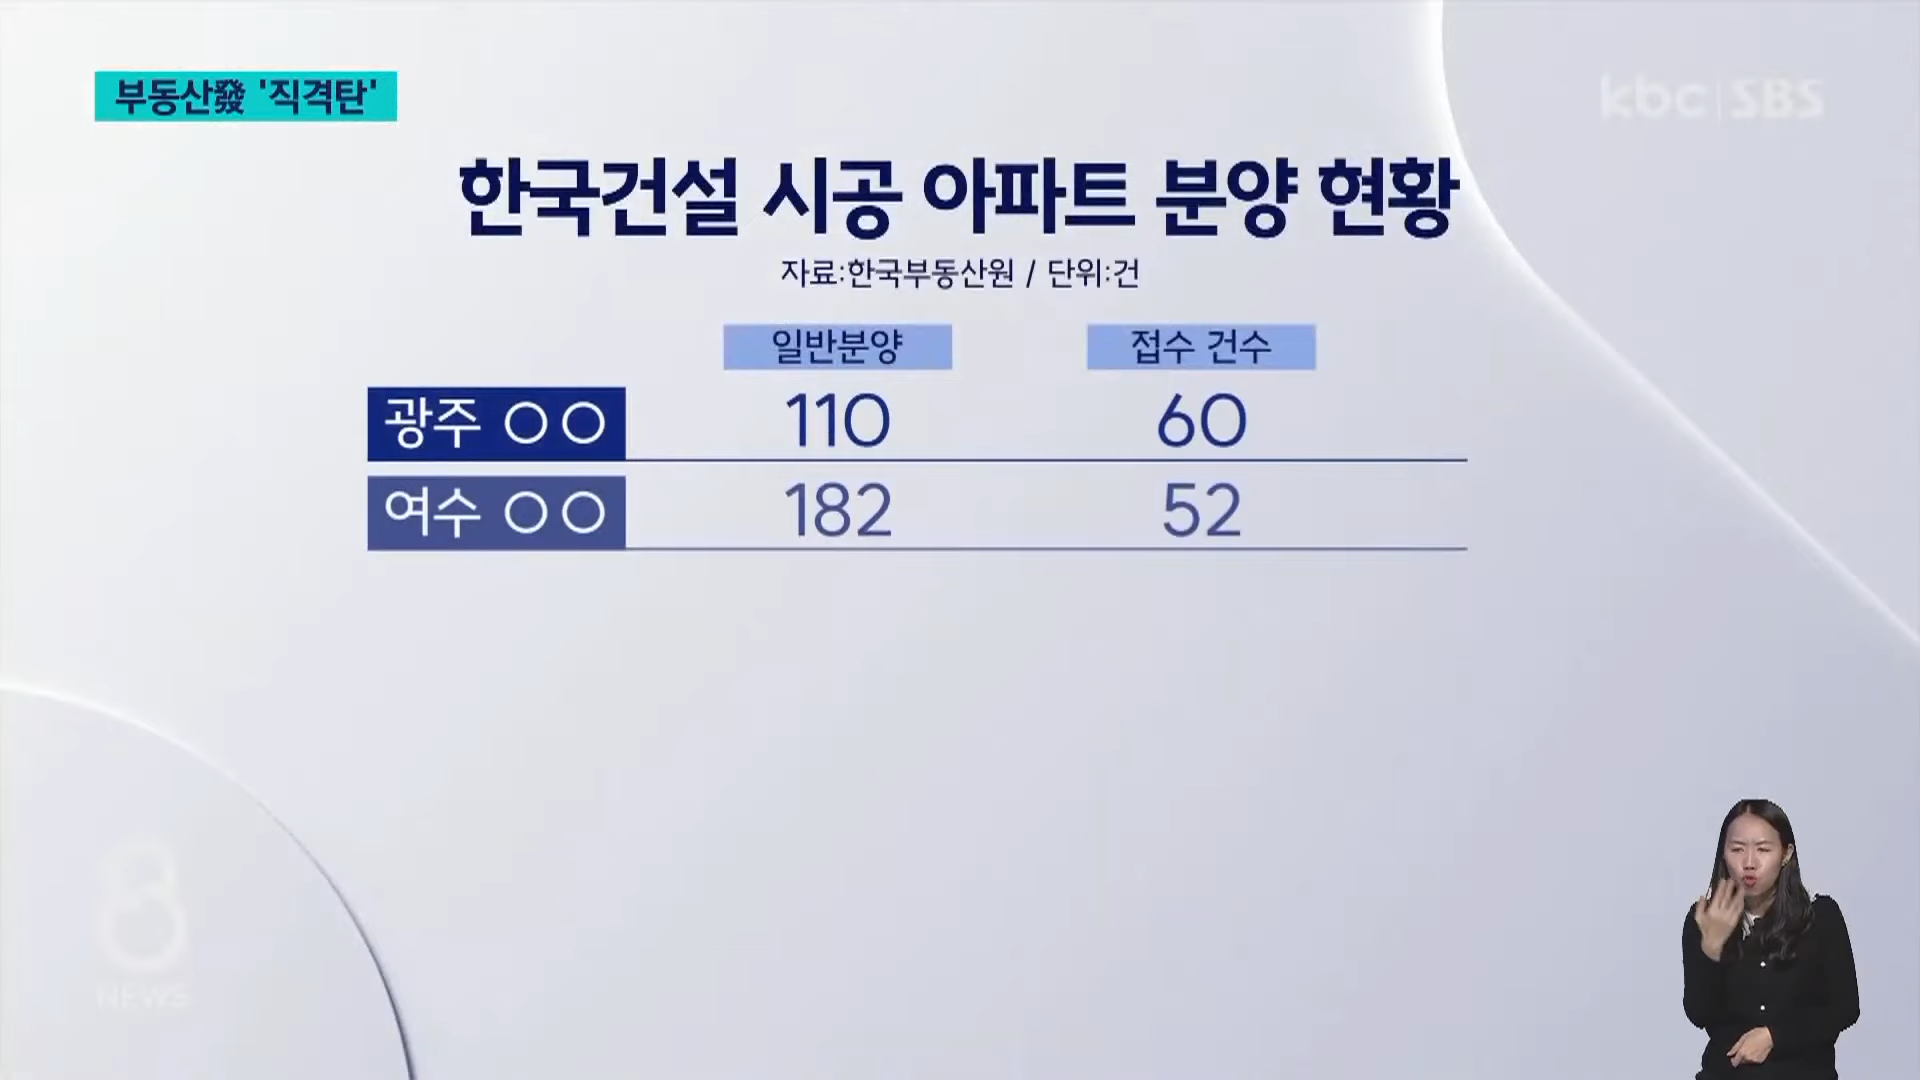 부동산發 '직격탄'
kbc | SBS
한국건설 시공 아파트 분양 현황
자료:한국부동산원 / 단위:건
일반분양 접수 건수
광주 ○○ 110 60
여수 ○○ 182 52
8
NEWS